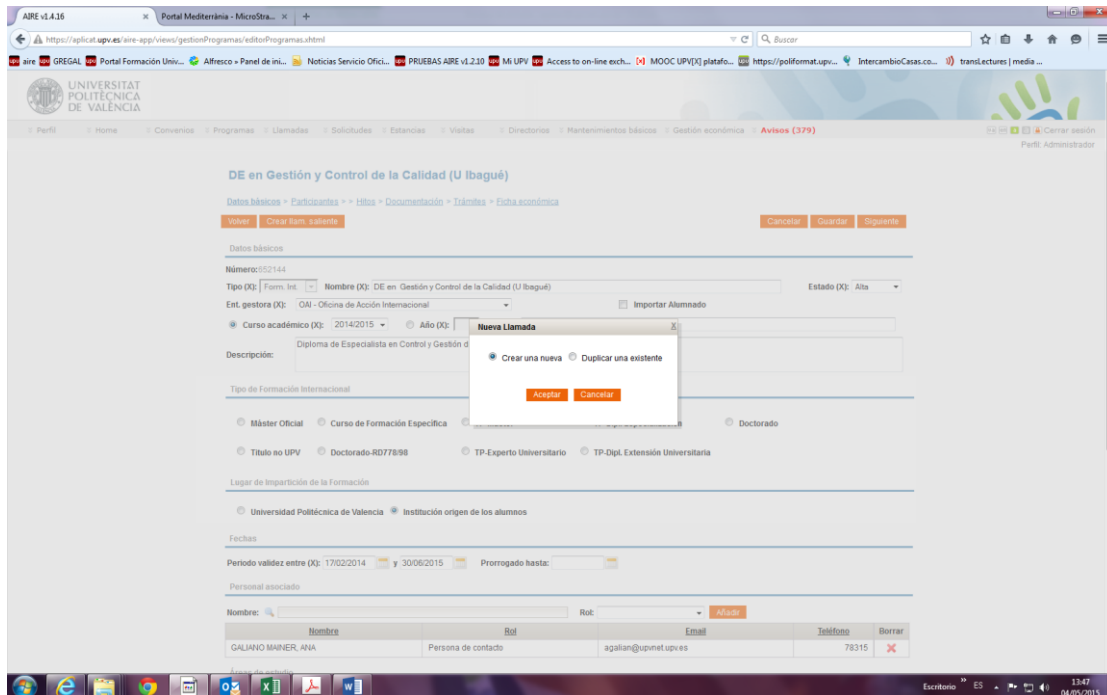 AIRE v1.4.16
Portal Mediterrània - MicroStra...
https://aplicat.upv.es/aire-app/views/gestionProgramas/editorProgramas.xhtml
Buscar
aire GREGAL Portal Formación Univ... Alfresco » Panel de ini... Noticias Servicio Ofici... PRUEBAS AIRE v1.2.10 Mi UPV Access to on-line exch... MOOC UPV[X] platafo... https://poliformat.upv... IntercambioCasas.co... transLectures | media ...
UNIVERSITAT
POLITÈCNICA
DE VALÈNCIA
Perfil Home Convenios Programas Llamadas Solicitudes Estancias Visitas Directorios Mantenimientos básicos Gestión económica Avisos (379) Cerrar sesión
Perfil: Administrador
DE en Gestión y Control de la Calidad (U Ibagué)
Datos básicos » Participantes » » Hitos » Documentación » Trámites » Ficha económica
Volver Crear llam. saliente Cancelar Guardar Siguiente
Datos básicos
Número:652144
Tipo (X): Form. Int. Nombre (X): DE en Gestión y Control de la Calidad (U Ibagué) Estado (X): Alta
Ent. gestora (X): OAI - Oficina de Acción Internacional Importar Alumnado
Curso académico (X): 2014/2015 Año (X):
Nueva Llamada X
Descripción: Diploma de Especialista en Control y Gestión d
Crear una nueva Duplicar una existente
Aceptar Cancelar
Tipo de Formación Internacional
Máster Oficial Curso de Formación Específica Doctorado
Título no UPV Doctorado-RD778/98 TP-Experto Universitario TP-Dipl. Extensión Universitaria
Lugar de Impartición de la Formación
Universidad Politécnica de Valencia Institución origen de los alumnos
Fechas
Periodo validez entre (X): 17/02/2014 y 30/06/2015 Prorrogado hasta:
Personal asociado
Nombre: Rol: Añadir
Nombre Rol Email Teléfono Borrar
GALIANO MAINER, ANA Persona de contacto agalian@upvnet.upv.es 78315
Áreas de estudio
Escritorio ES 13:47
04/05/2015